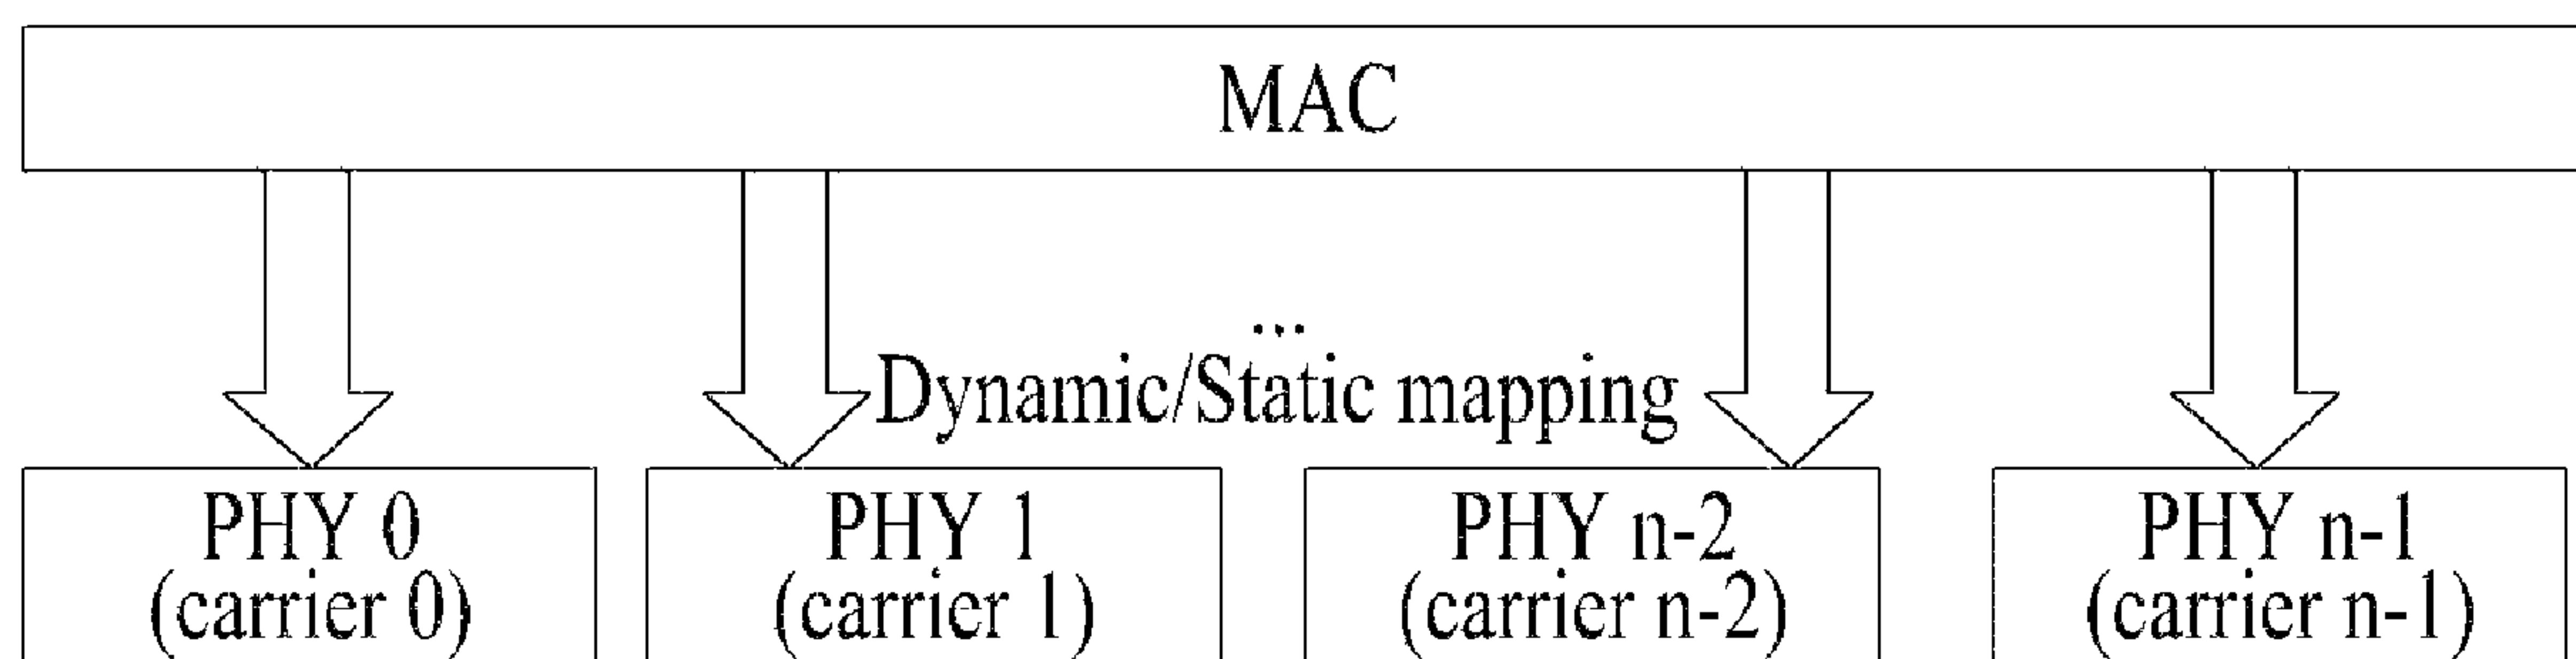 MAC
...
Dynamic/Static mapping
PHY 0
(carrier 0)
PHY 1
(carrier 1)
PHY n-2
(carrier n-2)
PHY n-1
(carrier n-1)